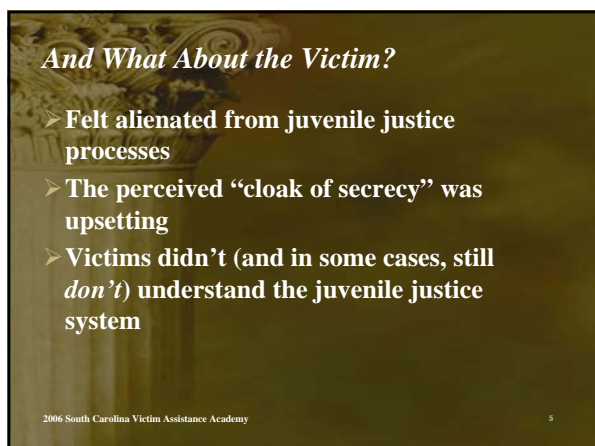 And What About the Victim?
➢Felt alienated from juvenile justice
processes
➢The perceived “cloak of secrecy” was
upsetting
➢Victims didn’t (and in some cases, still
don’t) understand the juvenile justice
system
2006 South Carolina Victim Assistance Academy 5